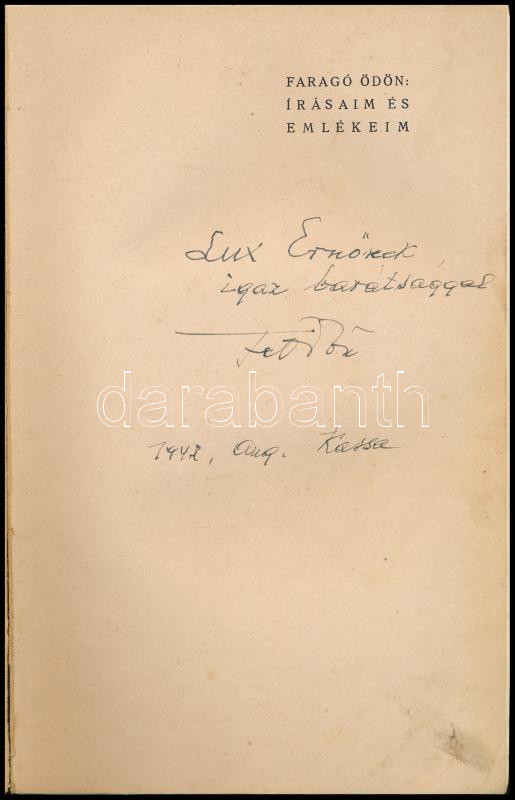 FARAGÓ ÖDÖN:
ÍRÁSAIM ÉS
EMLÉKEIM
Lux Ernőnek
igaz barátsággal
darabanth
1942, aug. Kassa